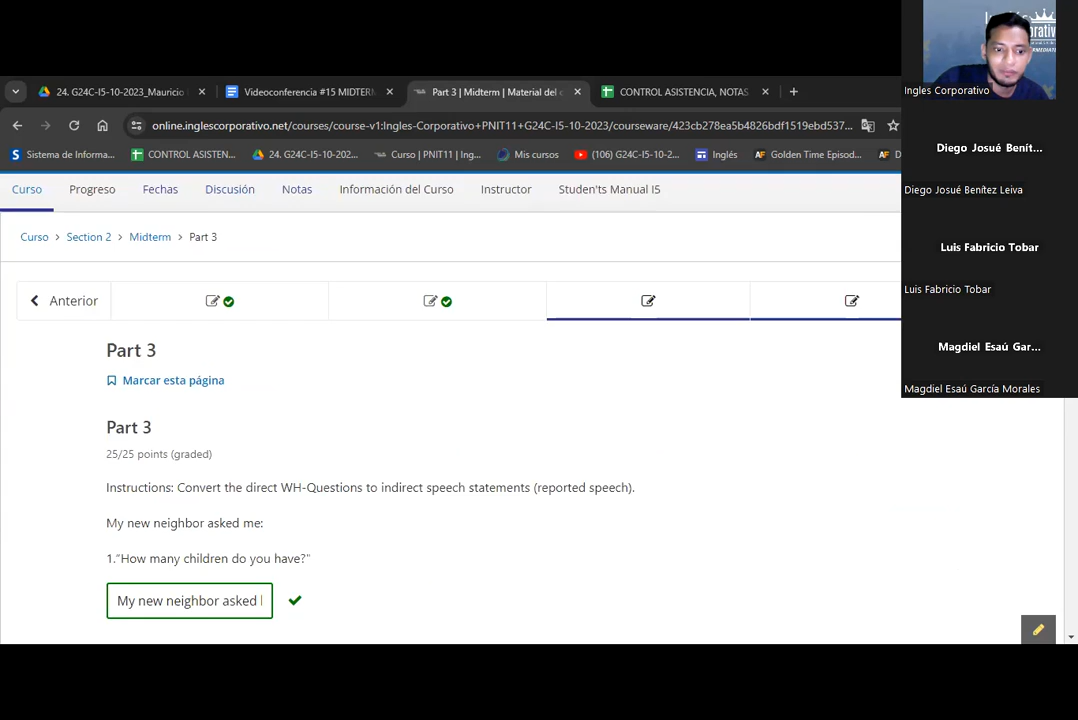 24. G24C-I5-10-2023_Mauricio
Videoconferencia #15 MIDTERM
Part 3 | Midterm | Material del c
CONTROL ASISTENCIA, NOTAS
online.inglescorporativo.net/courses/course-v1:Ingles-Corporativo+PNIT11+G24C-I5-10-2023/courseware/423cb278ea5b4826bdf1519ebd537...
Sistema de Informa...
CONTROL ASISTEN...
24. G24C-I5-10-202...
Curso | PNIT11 | Ing...
Mis cursos
(106) G24C-I5-10-2...
Inglés
Golden Time Episod...
Curso
Progreso
Fechas
Discusión
Notas
Información del Curso
Instructor
Studen'ts Manual I5
Curso > Section 2 > Midterm > Part 3
Anterior
Part 3
Marcar esta página
Part 3
25/25 points (graded)
Instructions: Convert the direct WH-Questions to indirect speech statements (reported speech).
My new neighbor asked me:
1."How many children do you have?"
My new neighbor asked
Ingles Corporativo
Diego Josué Benít...
Diego Josué Benítez Leiva
Luis Fabricio Tobar
Luis Fabricio Tobar
Magdiel Esaú Gar...
Magdiel Esaú García Morales